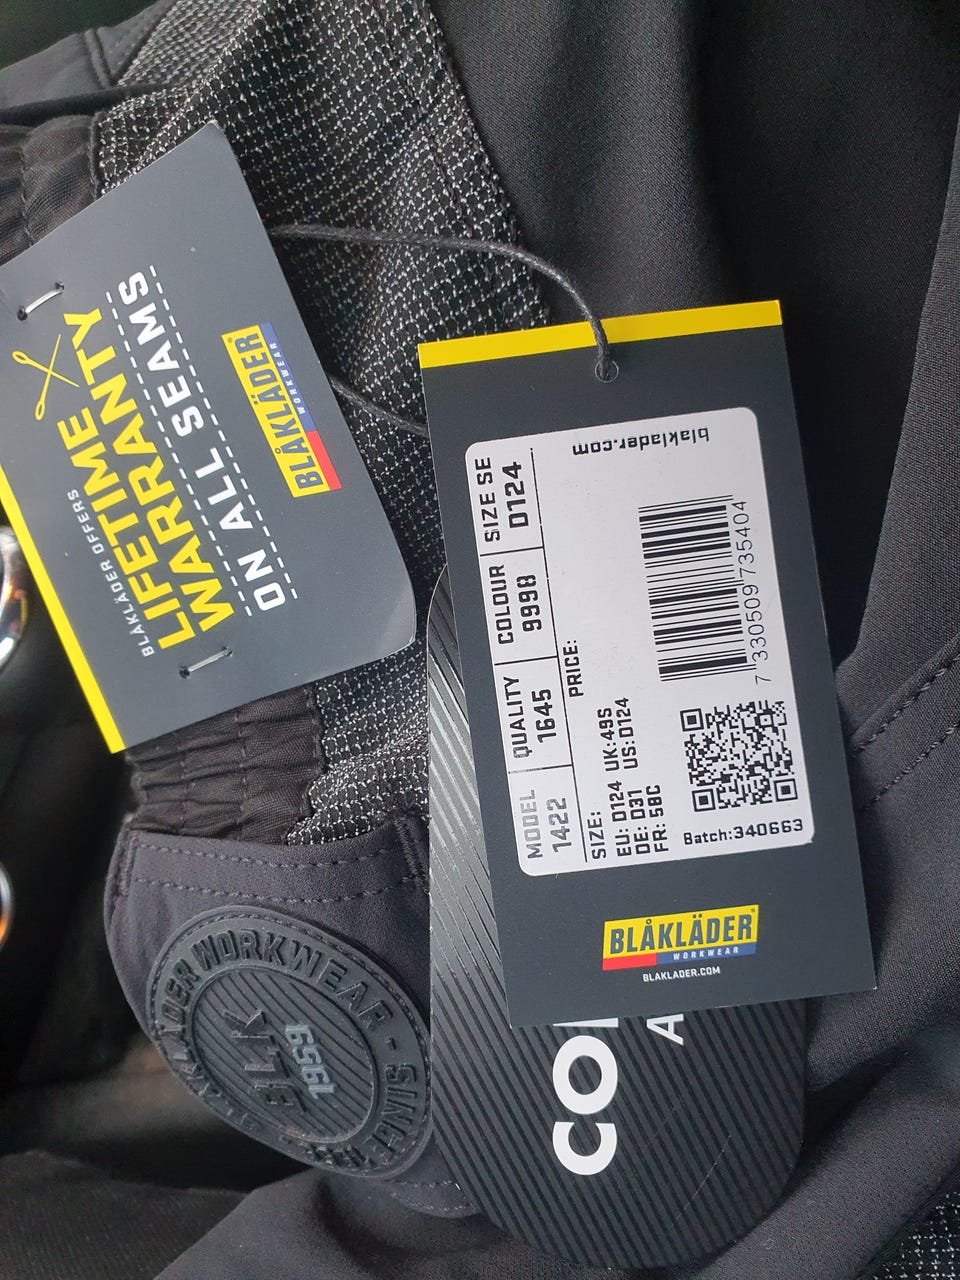 BLÅKLÄDER OFFERS
LIFETIME
WARRANTY
ON ALL SEAMS
BLÅKLÄDER
WORKWEAR
blaklader.com
MODEL QUALITY COLOUR SIZE SE
1422 1645 9998 D124
PRICE:
SIZE:
EU: D124 UK:49S
DE: D31 US:D124
FR: 58C
7 330509 735404
Batch:340663
BLÅKLÄDER
WORKWEAR
BLAKLADER.COM
BLÅKLÄDER WORKWEAR - SINCE
BLK
1959